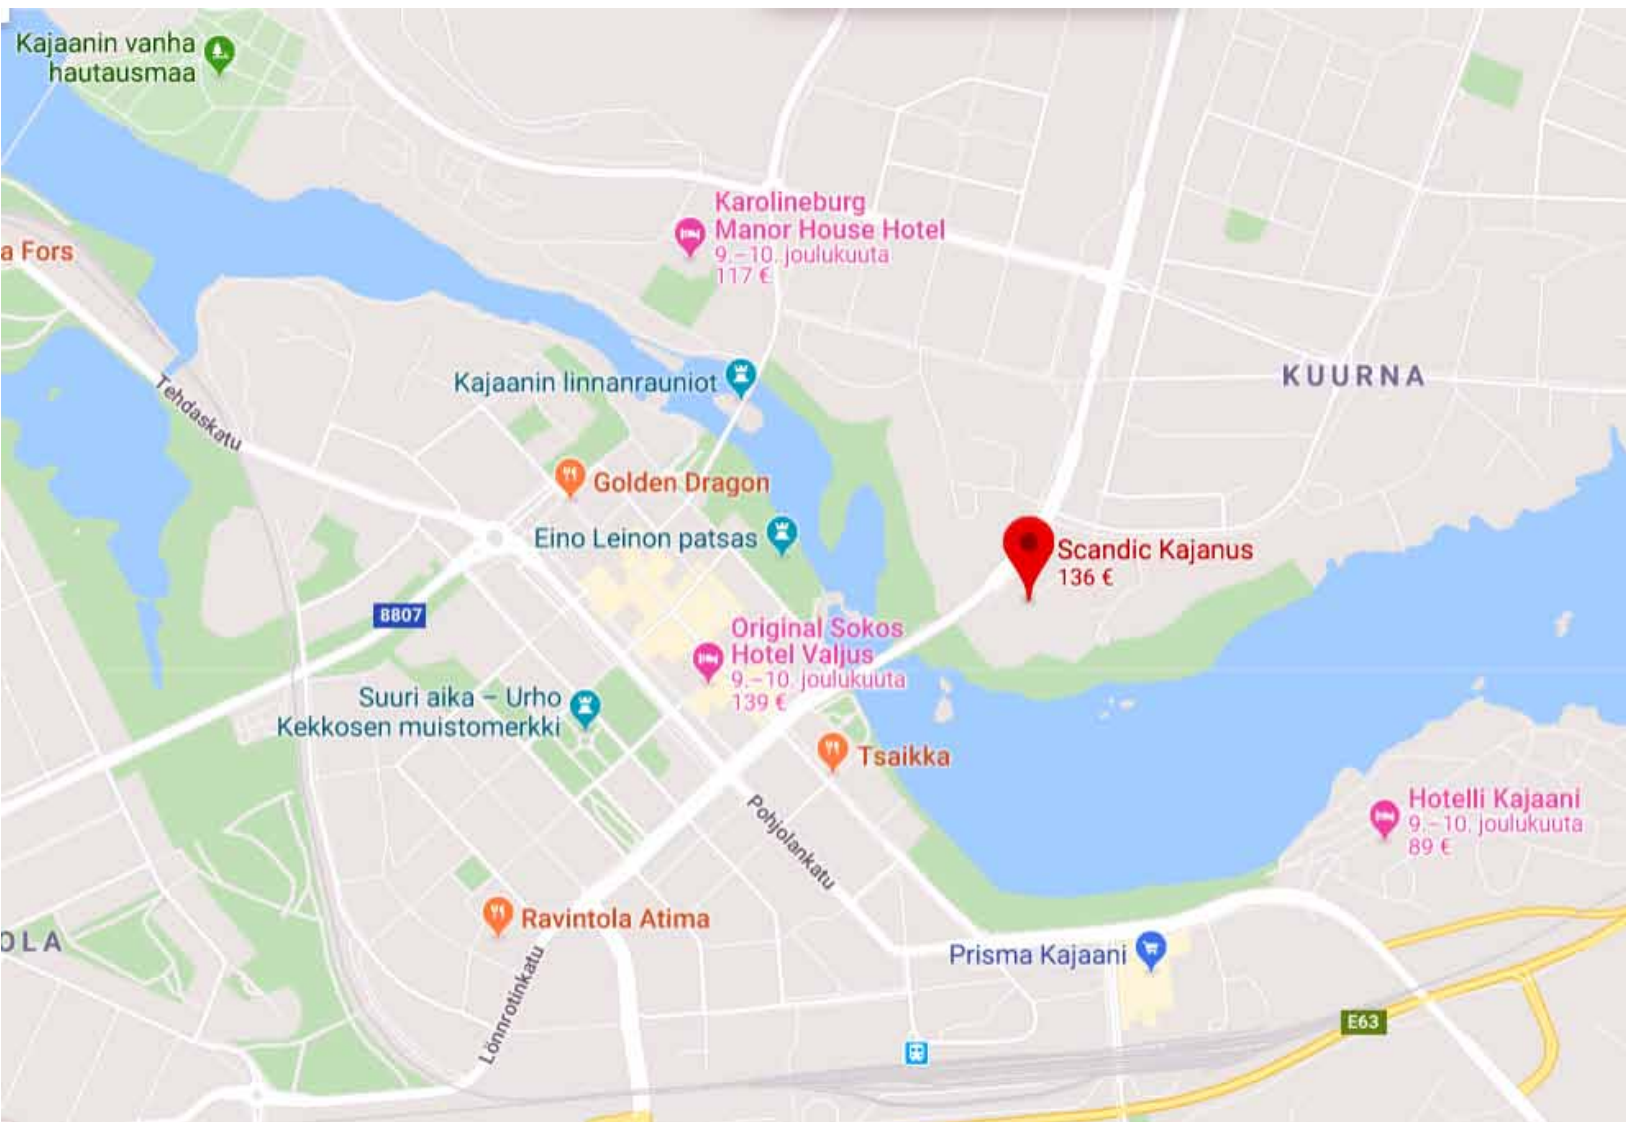 Kajaanin vanha
hautausmaa
a Fors
Karolineburg
Manor House Hotel
9.–10. joulukuuta
117 €
Kajaanin linnanrauniot
KUURNA
Tehdaskatu
Golden Dragon
Eino Leinon patsas
Scandic Kajanus
136 €
8807
Original Sokos
Hotel Valjus
9.–10. joulukuuta
139 €
Suuri aika – Urho
Kekkosen muistomerkki
Tsaikka
Hotelli Kajaani
9.–10. joulukuuta
89 €
Pohjolankatu
Ravintola Atima
OLA
Prisma Kajaani
Lönnrotinkatu
E63